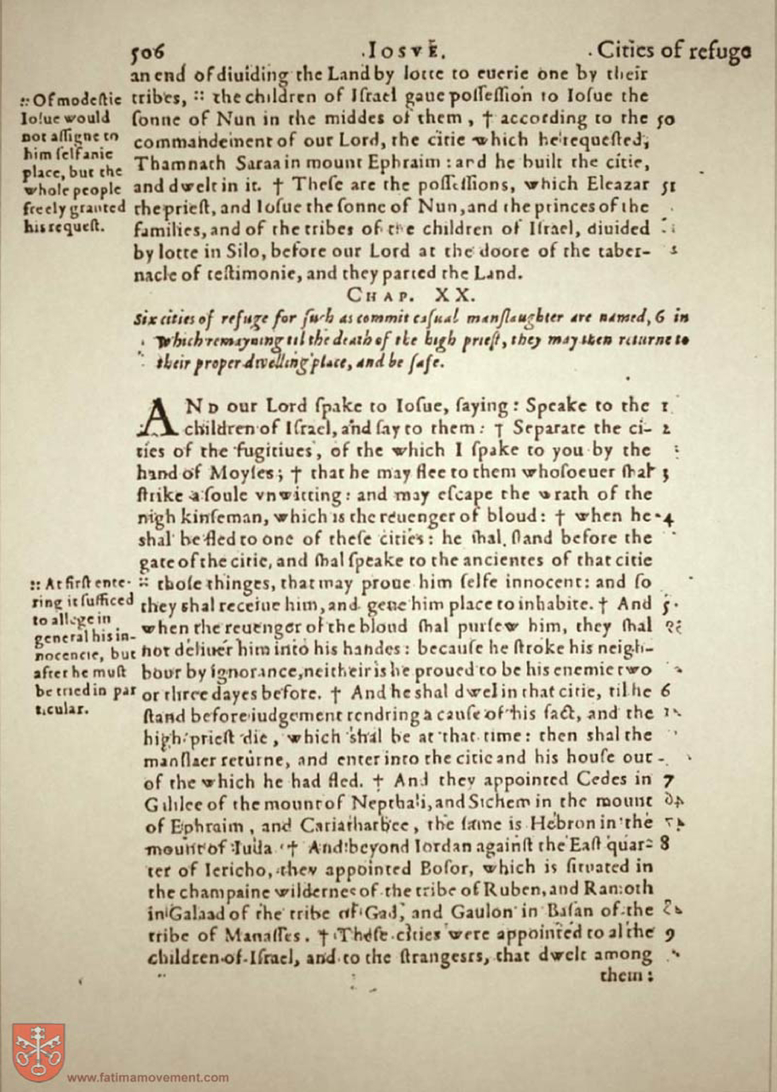 506 .IOSVE. . Cities of refuge
an end of diuiding the Land by lotte to euerie one by their
tribes, :: the children of Israel gaue possession to Iosue the
sonne of Nun in the middes of them, † according to the 50
commandement of our Lord, the citie which he requested,
Thamnath Saraa in mount Ephraim: and he built the citie,
and dwelt in it. † These are the possessions, which Eleazar 51
the priest, and Iosue the sonne of Nun, and the princes of the
families, and of the tribes of the children of Israel, diuided
by lotte in Silo, before our Lord at the doore of the taber-
nacle of testimonie, and they parted the Land.
:: Of modestie
Iosue would
not assigne to
him selfanie
place, but the
whole people
freely granted
his request.
CHAP. XX.
Six cities of refuge for such as commit casual manslaughter are named, 6 in
which remayning til the death of the high priest, they may then returne to
their proper dwelling place, and be safe.
AND our Lord spake to Iosue, saying: Speake to the 1
children of Israel, and say to them: † Separate the ci- 2
ties of the fugitiues, of the which I spake to you by the
hand of Moyses; † that he may flee to them whosoeuer shal 3
strike a soule vnwitting: and may escape the wrath of the
nigh kinseman, which is the reuenger of bloud: † when he 4
shal be fled to one of these cities: he shal stand before the
gate of the citie, and shal speake to the ancientes of that citie
:: those thinges, that may proue him selfe innocent: and so
they shal receiue him, and geue him place to inhabite. † And 5
when the reuenger of the bloud shal pursew him, they shal
not deliuer him into his handes: because he stroke his neigh-
bour by ignorance, neither is he proued to be his enemie two
or three dayes before. † And he shal dwel in that citie, til he 6
stand before iudgement rendring a cause of his fact, and the
high priest die, which shal be at that time: then shal the
manslaer returne, and enter into the citie and his house out
of the which he had fled. † And they appointed Cedes in 7
Galilee of the mount of Nepthali, and Sichem in the mount
of Ephraim, and Cariatharbee, the same is Hebron in the
mount of Iuda. † And beyond Iordan against the East quar- 8
ter of Iericho, they appointed Bosor, which is situated in
the champaine wildernes of the tribe of Ruben, and Ramoth
in Galaad of the tribe of Gad, and Gaulon in Basan of the
tribe of Manasses. † These cities were appointed to al the 9
children of Israel, and to the strangers, that dwelt among
them:
:: At first ente-
ring it sufficed
to allege in
general his in-
nocencie, but
after he must
be tried in par
ticular.
www.fatimamovement.com